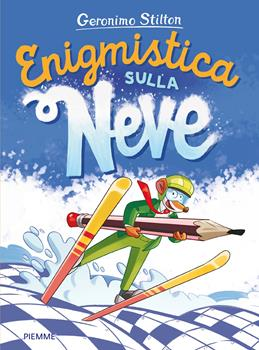 Geronimo Stilton
Enigmistica
SULLA
Neve
PIEMME